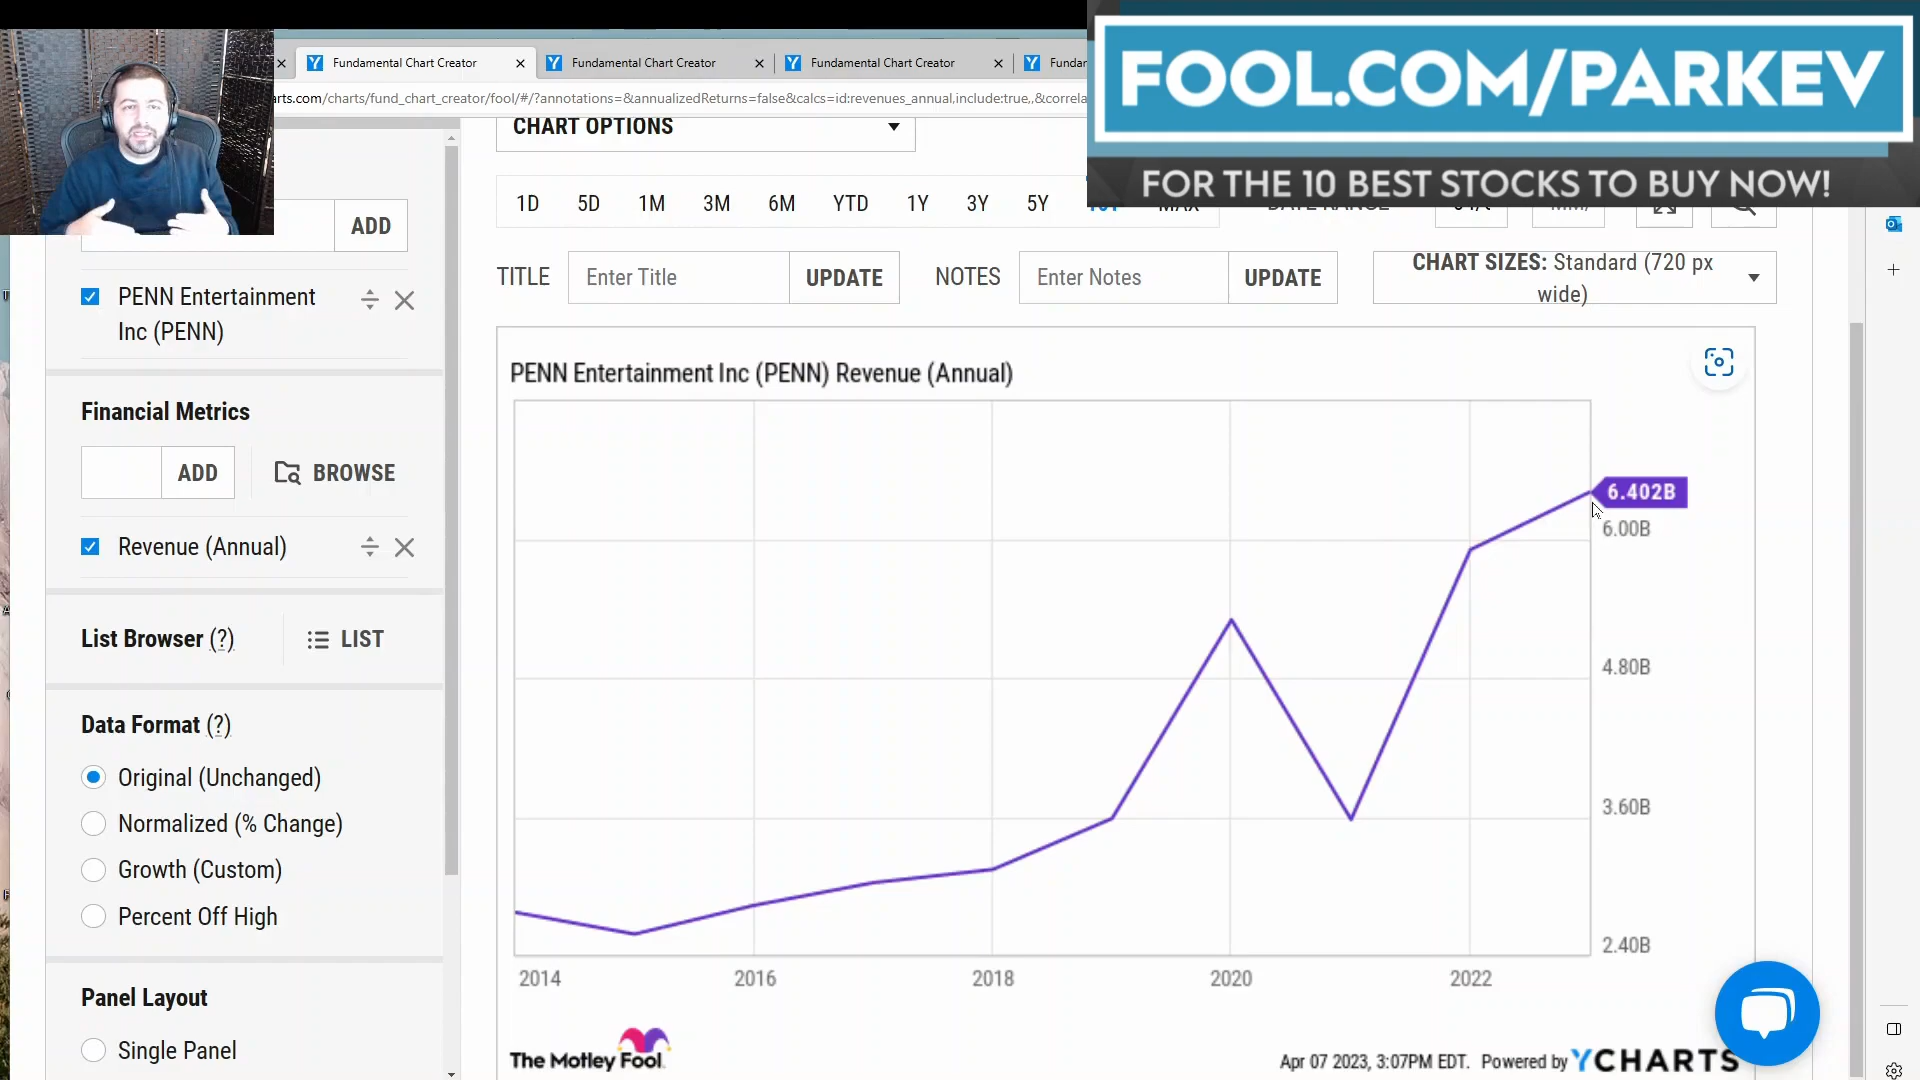 FOOL.COM/PARKEV
FOR THE 10 BEST STOCKS TO BUY NOW!
Fundamental Chart Creator
Fundamental Chart Creator
Fundamental Chart Creator
Fundar
arts.com/charts/fund_chart_creator/fool/#/?annotations=&annualizedReturns=false&calcs=id:revenues_annual,include:true,,&correla
CHART OPTIONS
1D 5D 1M 3M 6M YTD 1Y 3Y 5Y
TITLE Enter Title UPDATE NOTES Enter Notes UPDATE CHART SIZES: Standard (720 px
wide)
ADD
PENN Entertainment
Inc (PENN)
Financial Metrics
ADD BROWSE
Revenue (Annual)
List Browser (?) LIST
Data Format (?)
Original (Unchanged)
Normalized (% Change)
Growth (Custom)
Percent Off High
Panel Layout
Single Panel
PENN Entertainment Inc (PENN) Revenue (Annual)
6.402B
6.00B
4.80B
3.60B
2.40B
2014 2016 2018 2020 2022
The Motley Fool
Apr 07 2023, 3:07PM EDT. Powered by YCHARTS